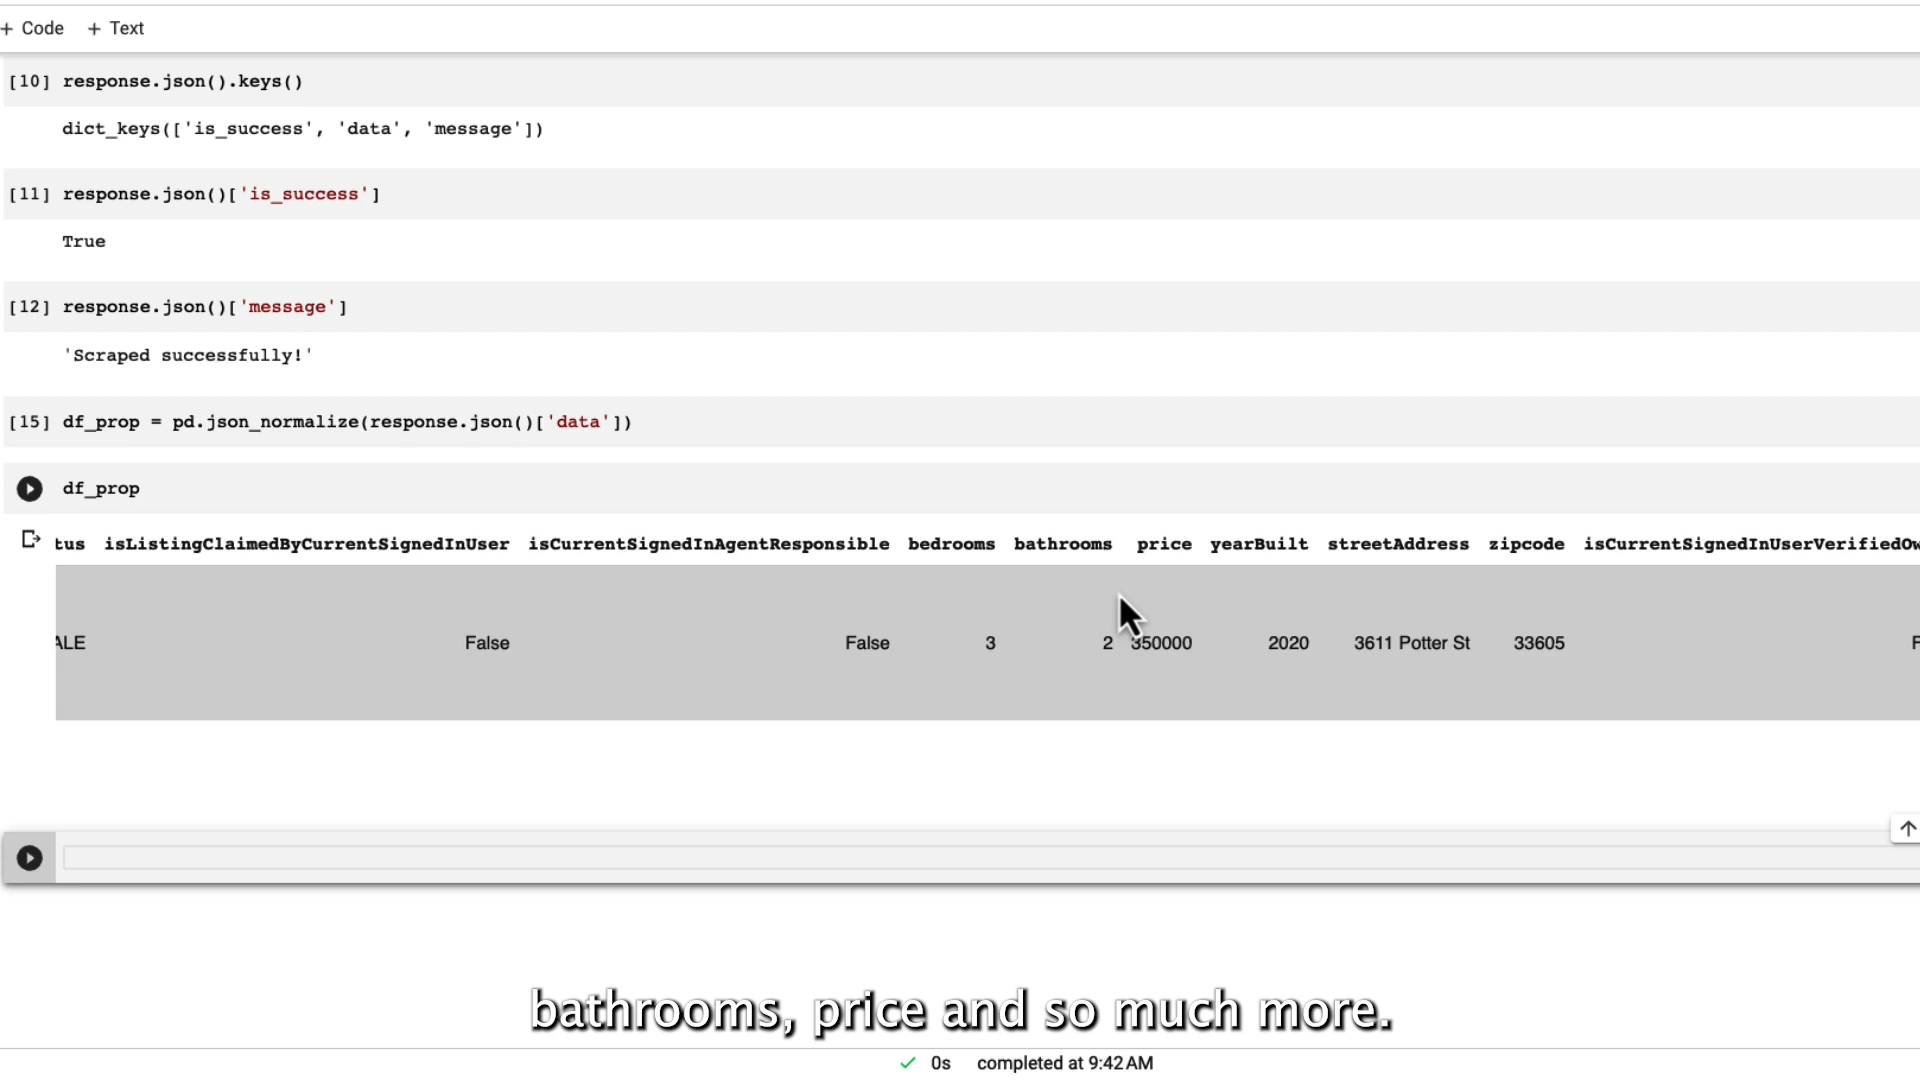 + Code + Text
[10] response.json().keys()
dict_keys(['is_success', 'data', 'message'])
[11] response.json()['is_success']
True
[12] response.json()['message']
'Scraped successfully!'
[15] df_prop = pd.json_normalize(response.json()['data'])
df_prop
tus isListingClaimedByCurrentSignedInUser isCurrentSignedInAgentResponsible bedrooms bathrooms price yearBuilt streetAddress zipcode isCurrentSignedInUserVerifiedOw
ALE False False 3 2 350000 2020 3611 Potter St 33605 F
bathrooms, price and so much more.
0s completed at 9:42 AM